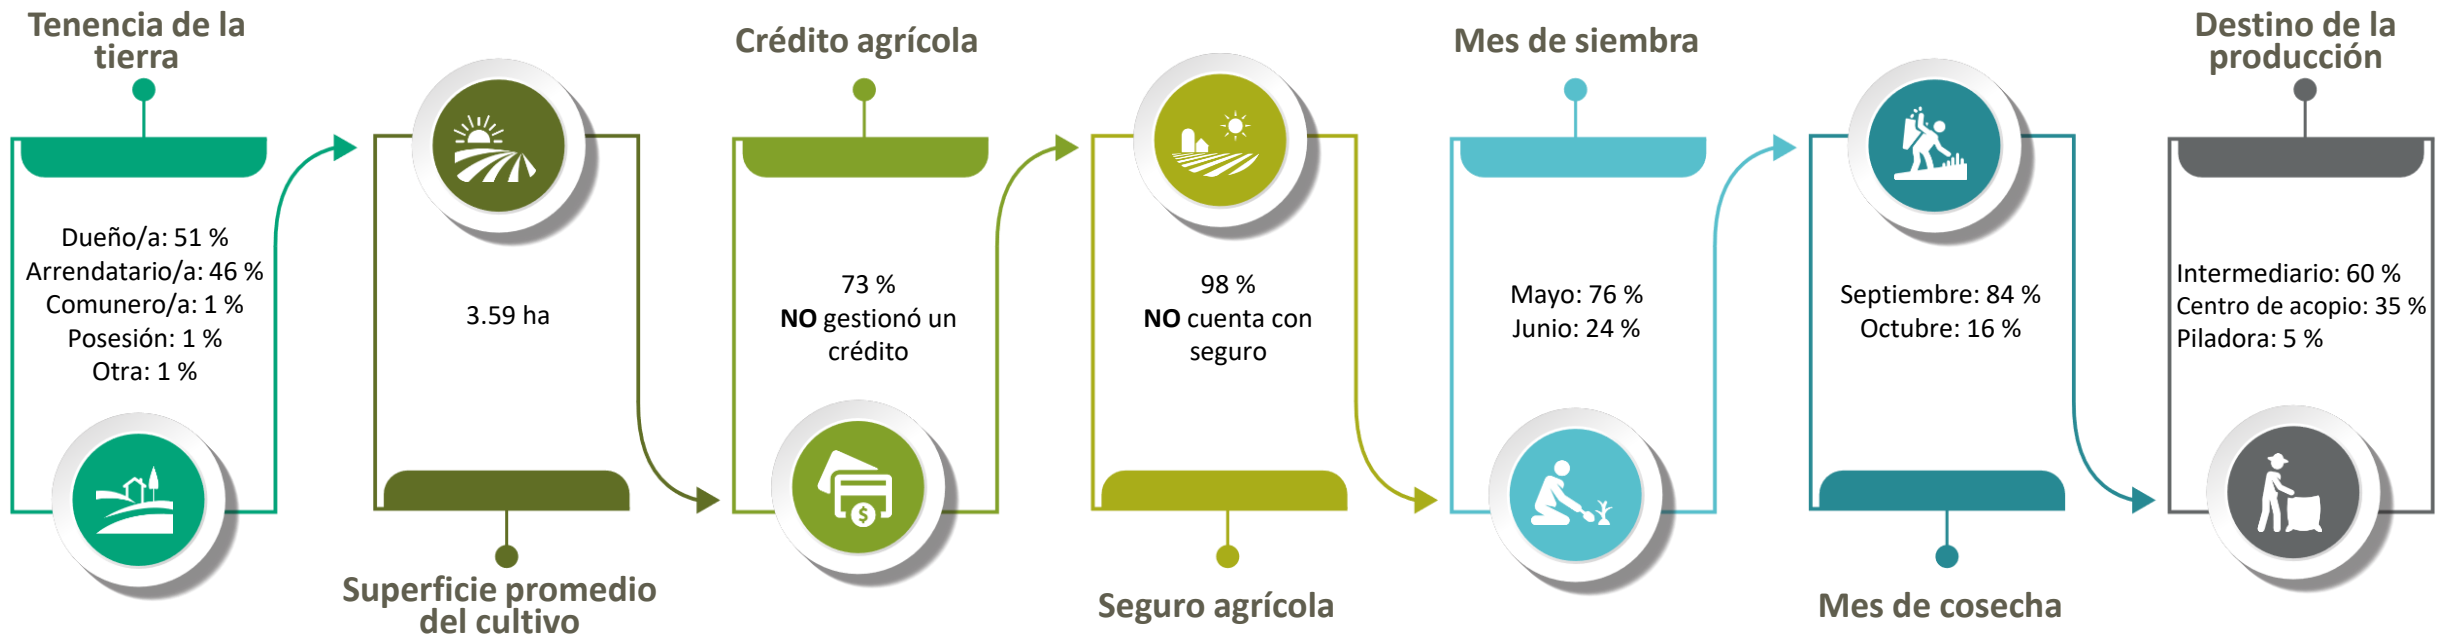 Tenencia de la
tierra
Dueño/a: 51 %
Arrendatario/a: 46 %
Comunero/a: 1 %
Posesión: 1 %
Otra: 1 %
3.59 ha
Superficie promedio
del cultivo
Crédito agrícola
73 %
NO gestionó un
crédito
$
98 %
NO cuenta con
seguro
Seguro agrícola
Mes de siembra
Mayo: 76 %
Junio: 24 %
Septiembre: 84 %
Octubre: 16 %
Mes de cosecha
Destino de la
producción
Intermediario: 60 %
Centro de acopio: 35 %
Piladora: 5 %